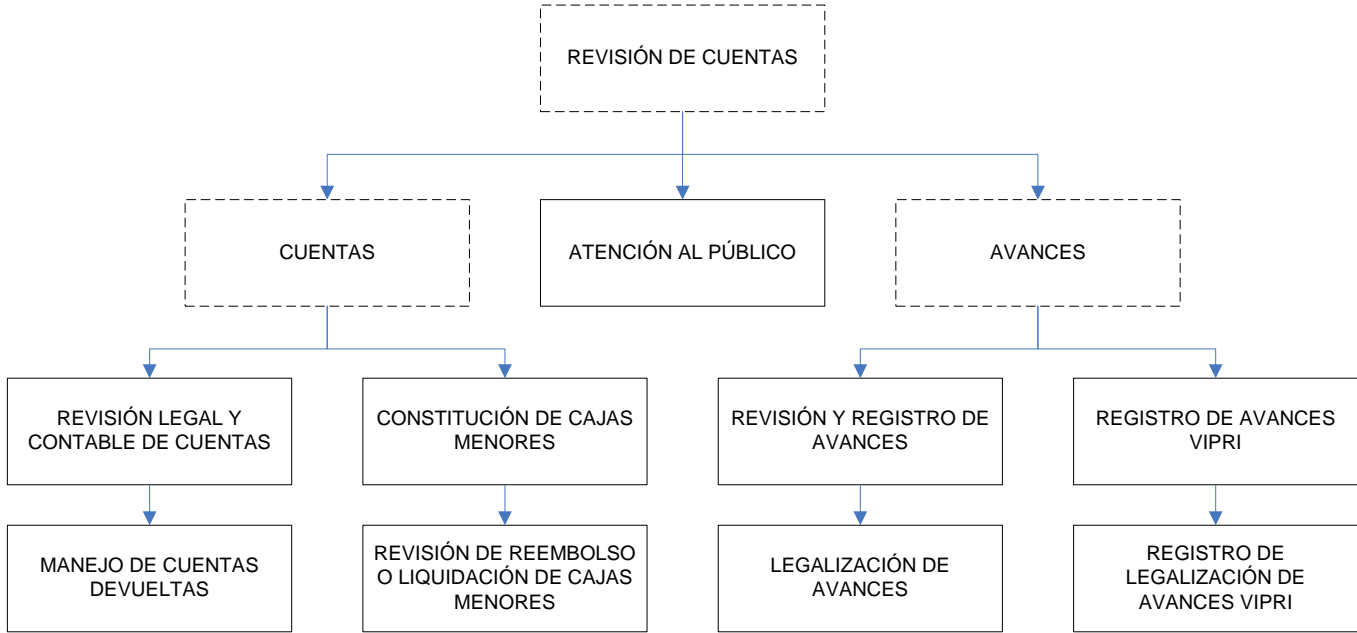 REVISIÓN DE CUENTAS
CUENTAS
ATENCIÓN AL PÚBLICO
AVANCES
REVISIÓN LEGAL Y
CONTABLE DE CUENTAS
CONSTITUCIÓN DE CAJAS
MENORES
REVISIÓN Y REGISTRO DE
AVANCES
REGISTRO DE AVANCES
VIPRI
MANEJO DE CUENTAS
DEVUELTAS
REVISIÓN DE REEMBOLSO
O LIQUIDACIÓN DE CAJAS
MENORES
LEGALIZACIÓN DE
AVANCES
REGISTRO DE
LEGALIZACIÓN DE
AVANCES VIPRI